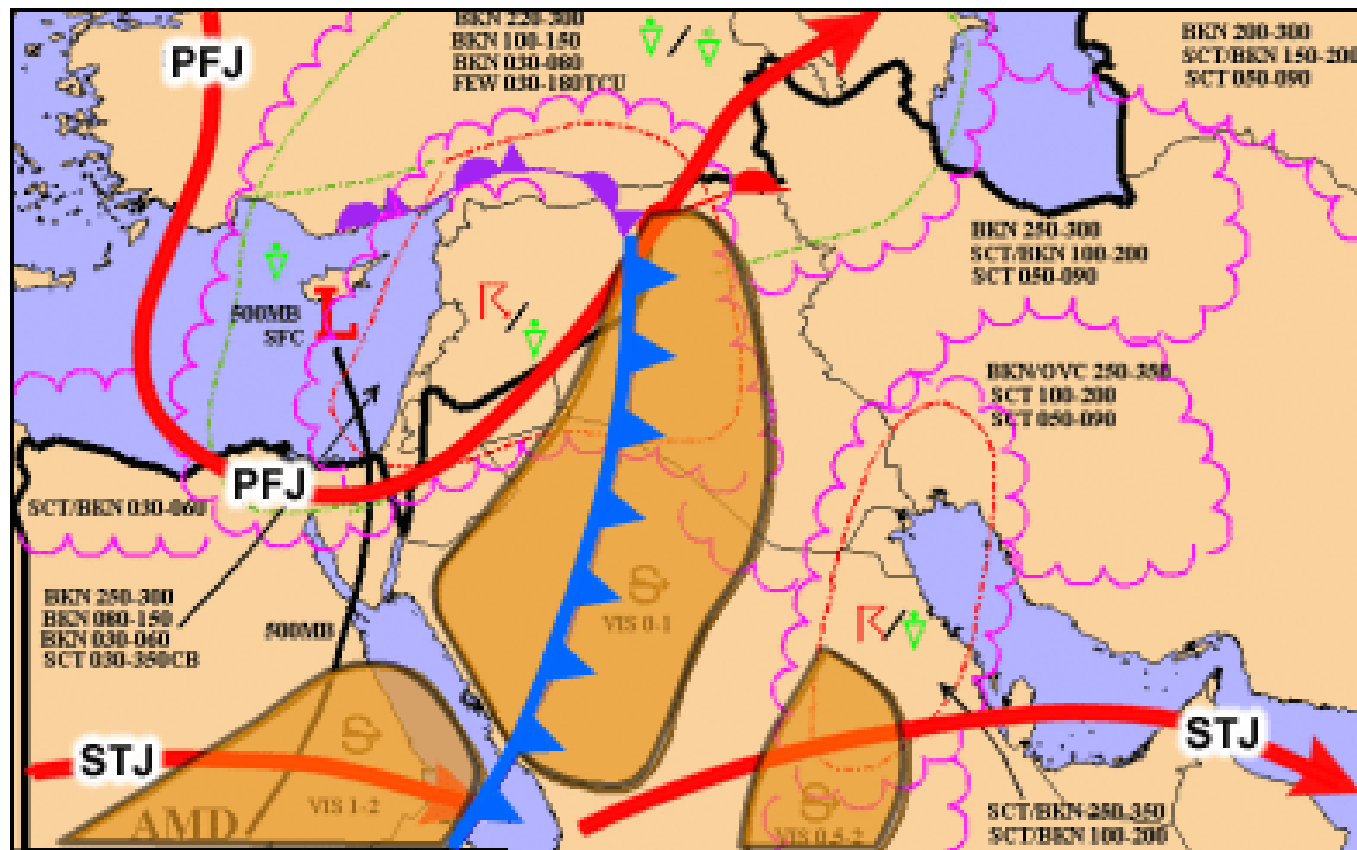 PFJ
BKN 220-300
BKN 100-150
BKN 030-080
FEW 030-180TCU
BKN 200-300
SCT/BKN 150-200
SCT 050-090
BKN 250-300
SCT/BKN 100-200
SCT 050-090
500MB
SFC
L
BKN/OVC 250-350
SCT 100-200
SCT 050-090
PFJ
SCT/BKN 030-060
BKN 250-300
BKN 080-150
BKN 030-060
SCT 030-350CB
500MB
VIS 0-1
STJ
STJ
VIS 1-2
AMD
VIS 0.5-2
SCT/BKN 250-350
SCT/BKN 100-200